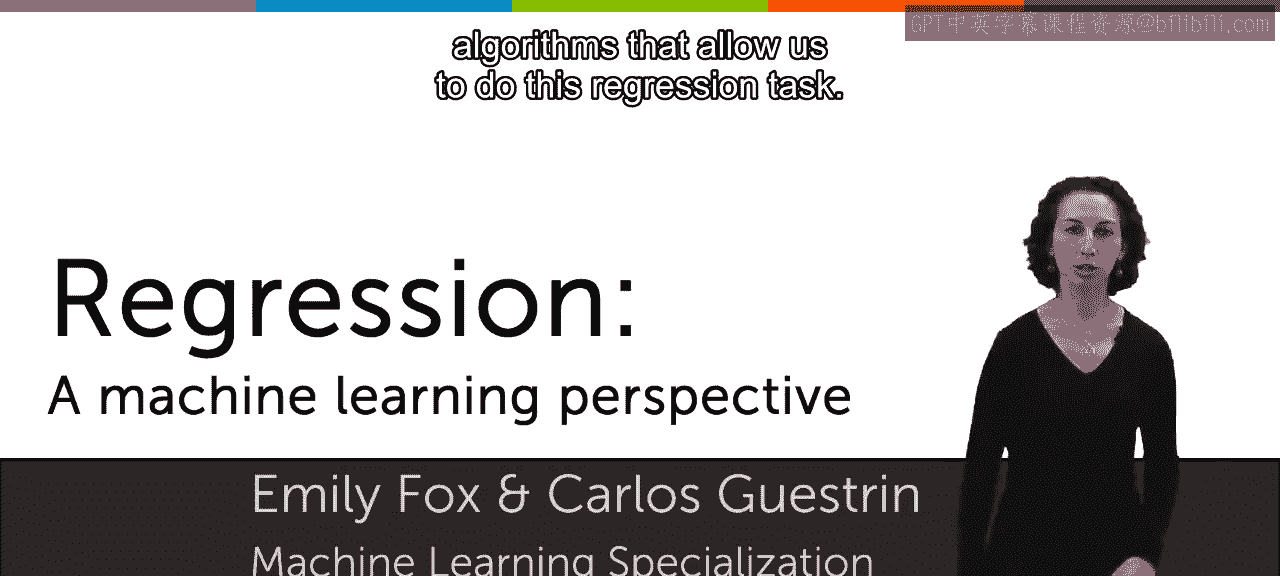 GPT中英字幕课程资源@bilibili.com
algorithms that allow us
to do this regression task.
Regression:
A machine learning perspective
Emily Fox & Carlos Guestrin
Machine Learning Specialization